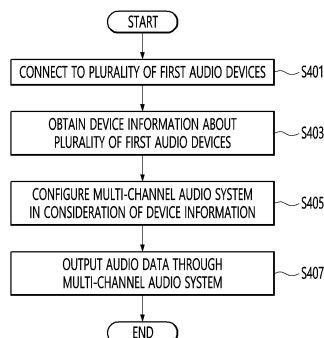 START
CONNECT TO PLURALITY OF FIRST AUDIO DEVICES
S401
OBTAIN DEVICE INFORMATION ABOUT
PLURALITY OF FIRST AUDIO DEVICES
S403
CONFIGURE MULTI-CHANNEL AUDIO SYSTEM
IN CONSIDERATION OF DEVICE INFORMATION
S405
OUTPUT AUDIO DATA THROUGH
MULTI-CHANNEL AUDIO SYSTEM
S407
END